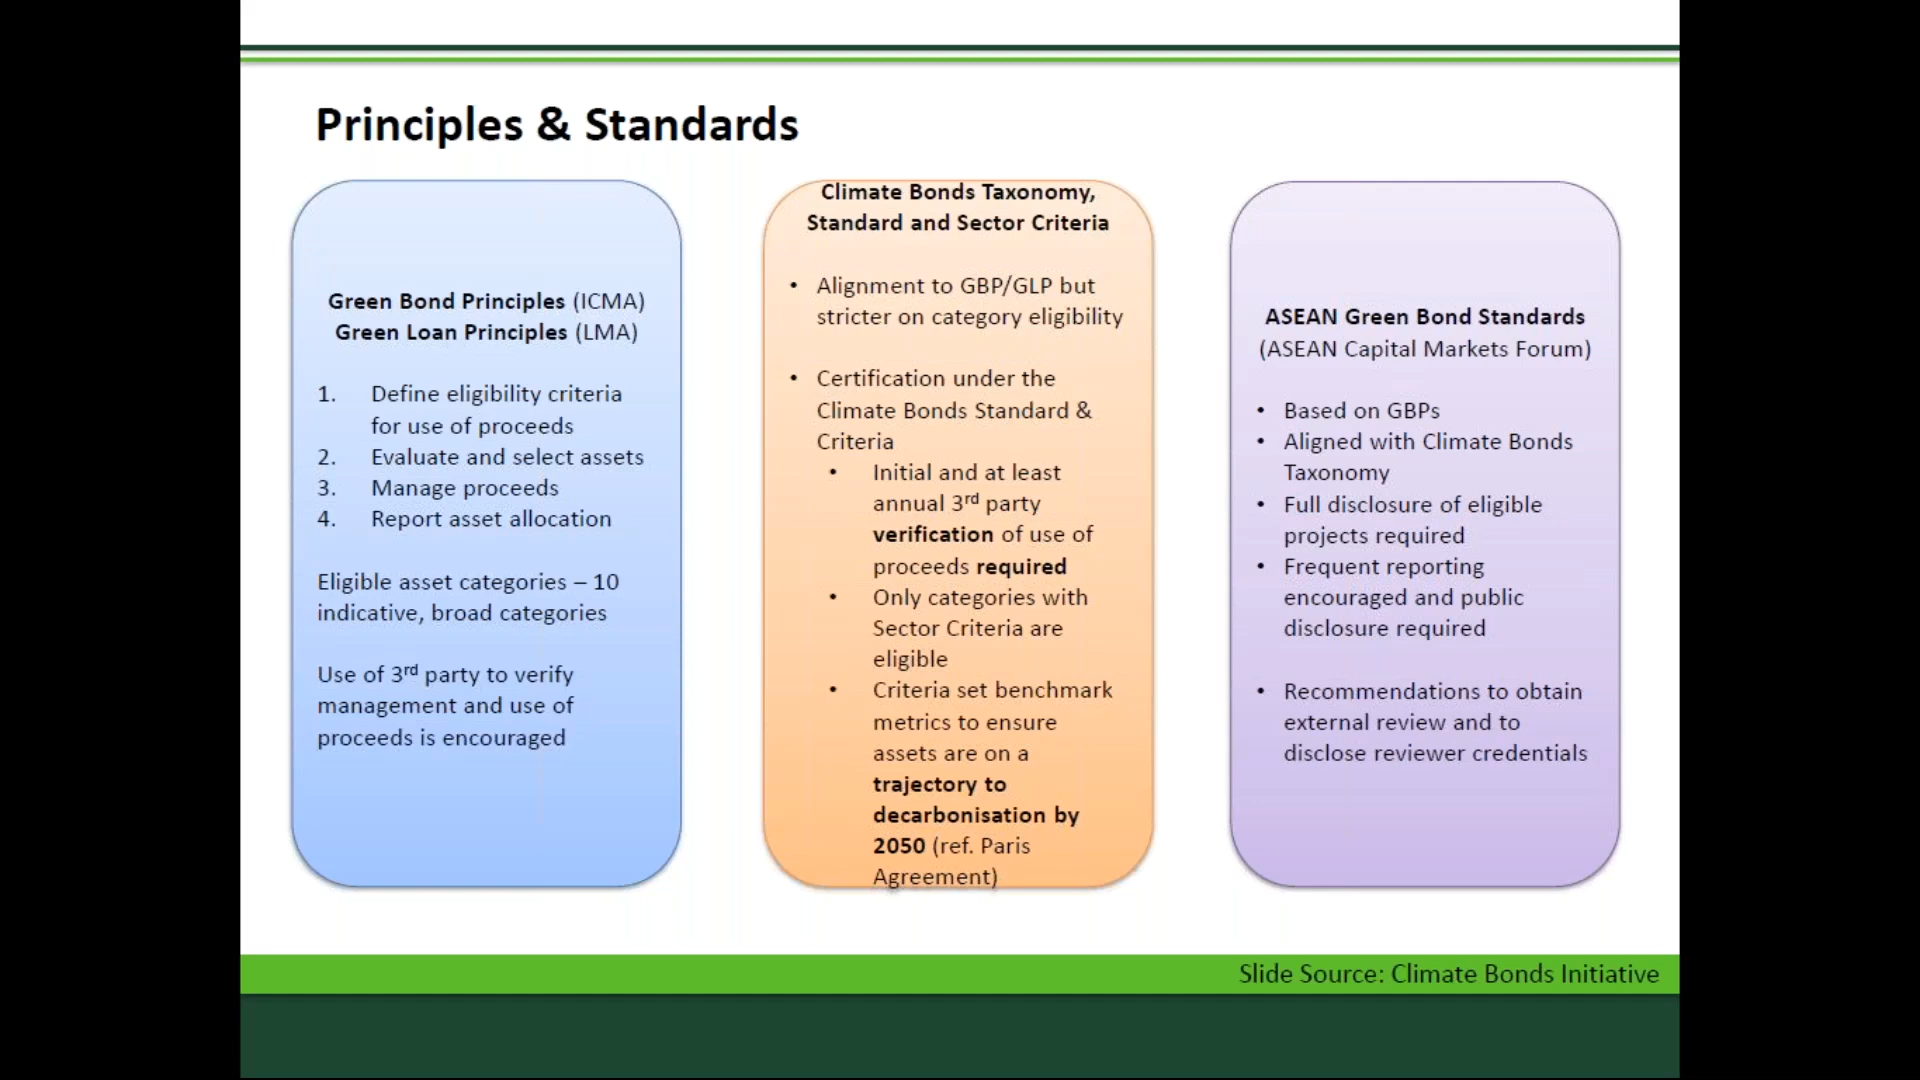 Principles & Standards
Green Bond Principles (ICMA)
Green Loan Principles (LMA)
1. Define eligibility criteria
for use of proceeds
2. Evaluate and select assets
3. Manage proceeds
4. Report asset allocation
Eligible asset categories – 10
indicative, broad categories
Use of 3rd party to verify
management and use of
proceeds is encouraged
Climate Bonds Taxonomy,
Standard and Sector Criteria
• Alignment to GBP/GLP but
stricter on category eligibility
• Certification under the
Climate Bonds Standard &
Criteria
• Initial and at least
annual 3rd party
verification of use of
proceeds required
• Only categories with
Sector Criteria are
eligible
• Criteria set benchmark
metrics to ensure
assets are on a
trajectory to
decarbonisation by
2050 (ref. Paris
Agreement)
ASEAN Green Bond Standards
(ASEAN Capital Markets Forum)
• Based on GBPs
• Aligned with Climate Bonds
Taxonomy
• Full disclosure of eligible
projects required
• Frequent reporting
encouraged and public
disclosure required
• Recommendations to obtain
external review and to
disclose reviewer credentials
Slide Source: Climate Bonds Initiative